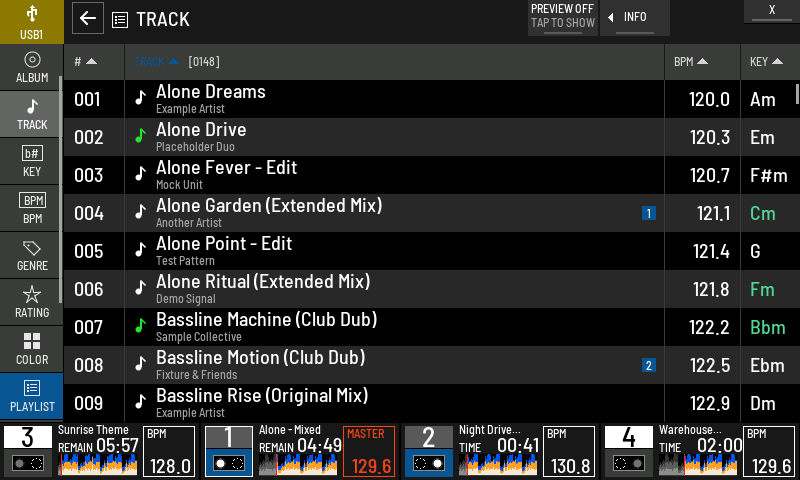 USB1
TRACK
PREVIEW OFF
TAP TO SHOW
INFO
X
ALBUM
TRACK
b#
KEY
BPM
BPM
GENRE
RATING
COLOR
PLAYLIST
# TRACK [0148] BPM KEY
001 Alone Dreams 120.0 Am
Example Artist
002 Alone Drive 120.3 Em
Placeholder Duo
003 Alone Fever - Edit 120.7 F#m
Mock Unit
004 Alone Garden (Extended Mix) 1 121.1 Cm
Another Artist
005 Alone Point - Edit 121.4 G
Test Pattern
006 Alone Ritual (Extended Mix) 121.8 Fm
Demo Signal
007 Bassline Machine (Club Dub) 122.2 Bbm
Sample Collective
008 Bassline Motion (Club Dub) 2 122.5 Ebm
Fixture & Friends
009 Bassline Rise (Original Mix) 122.9 Dm
Example Artist
3 Sunrise Theme
REMAIN 05:57
BPM
128.0
1 Alone - Mixed
REMAIN 04:49
MASTER
129.6
2 Night Drive...
TIME 00:41
BPM
130.8
4 Warehouse...
TIME 02:00
BPM
129.6